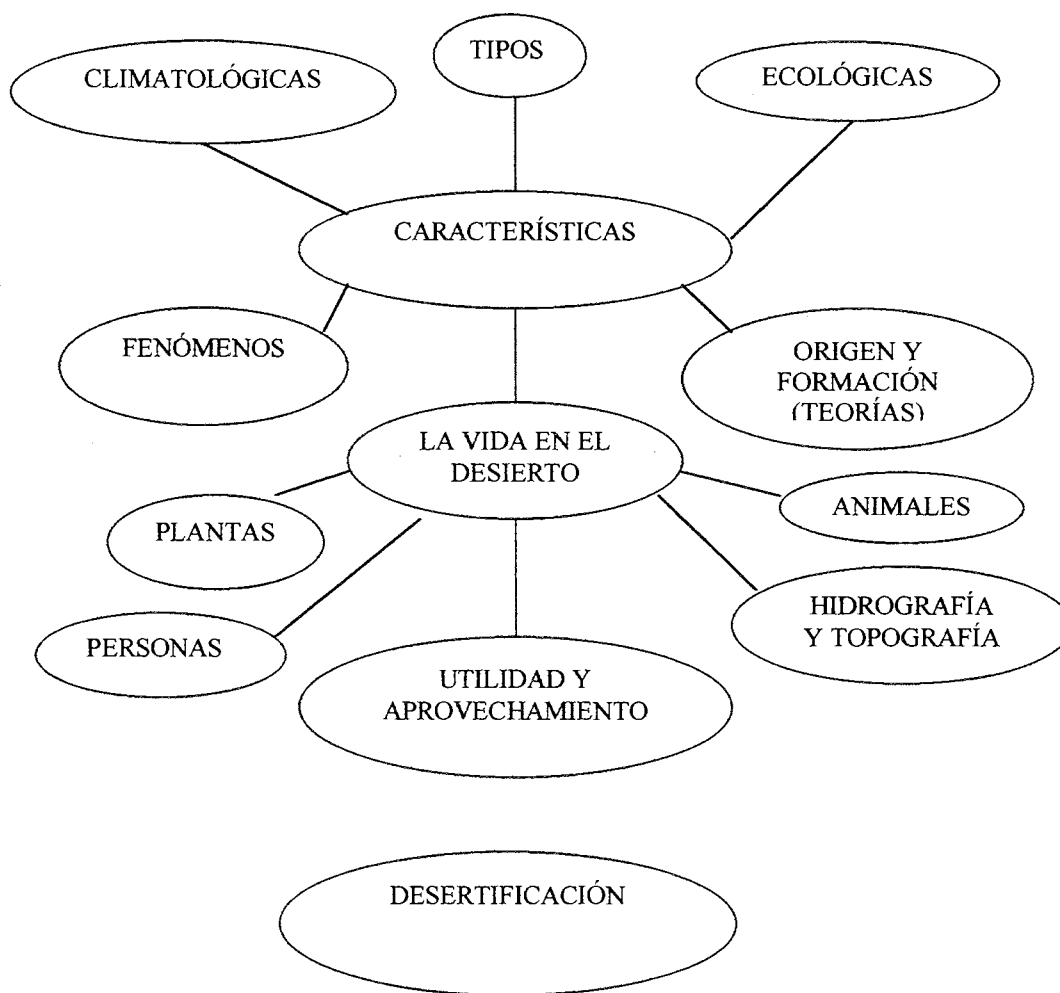 TIPOS
CLIMATOLÓGICAS
ECOLÓGICAS
CARACTERÍSTICAS
FENÓMENOS
ORIGEN Y
FORMACIÓN
(TEORÍAS)
LA VIDA EN EL
DESIERTO
ANIMALES
PLANTAS
HIDROGRAFÍA
Y TOPOGRAFÍA
PERSONAS
UTILIDAD Y
APROVECHAMIENTO
DESERTIFICACIÓN